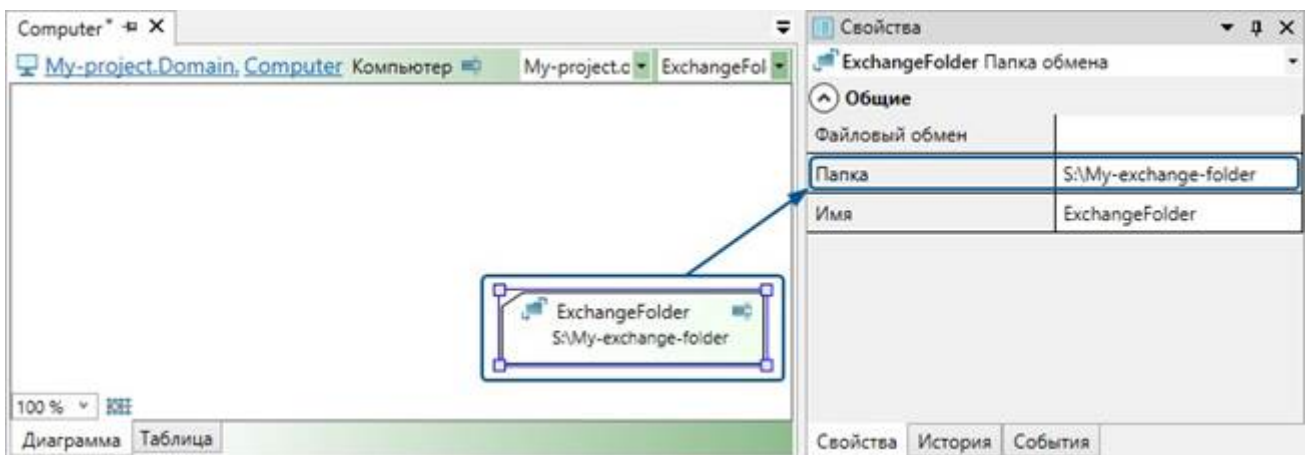 Computer*
My-project.Domain. Computer Компьютер My-project.c ExchangeFol
ExchangeFolder
S:\My-exchange-folder
100 %
Диаграмма Таблица
Свойства
ExchangeFolder Папка обмена
Общие
Файловый обмен
Папка S:\My-exchange-folder
Имя ExchangeFolder
Свойства История События